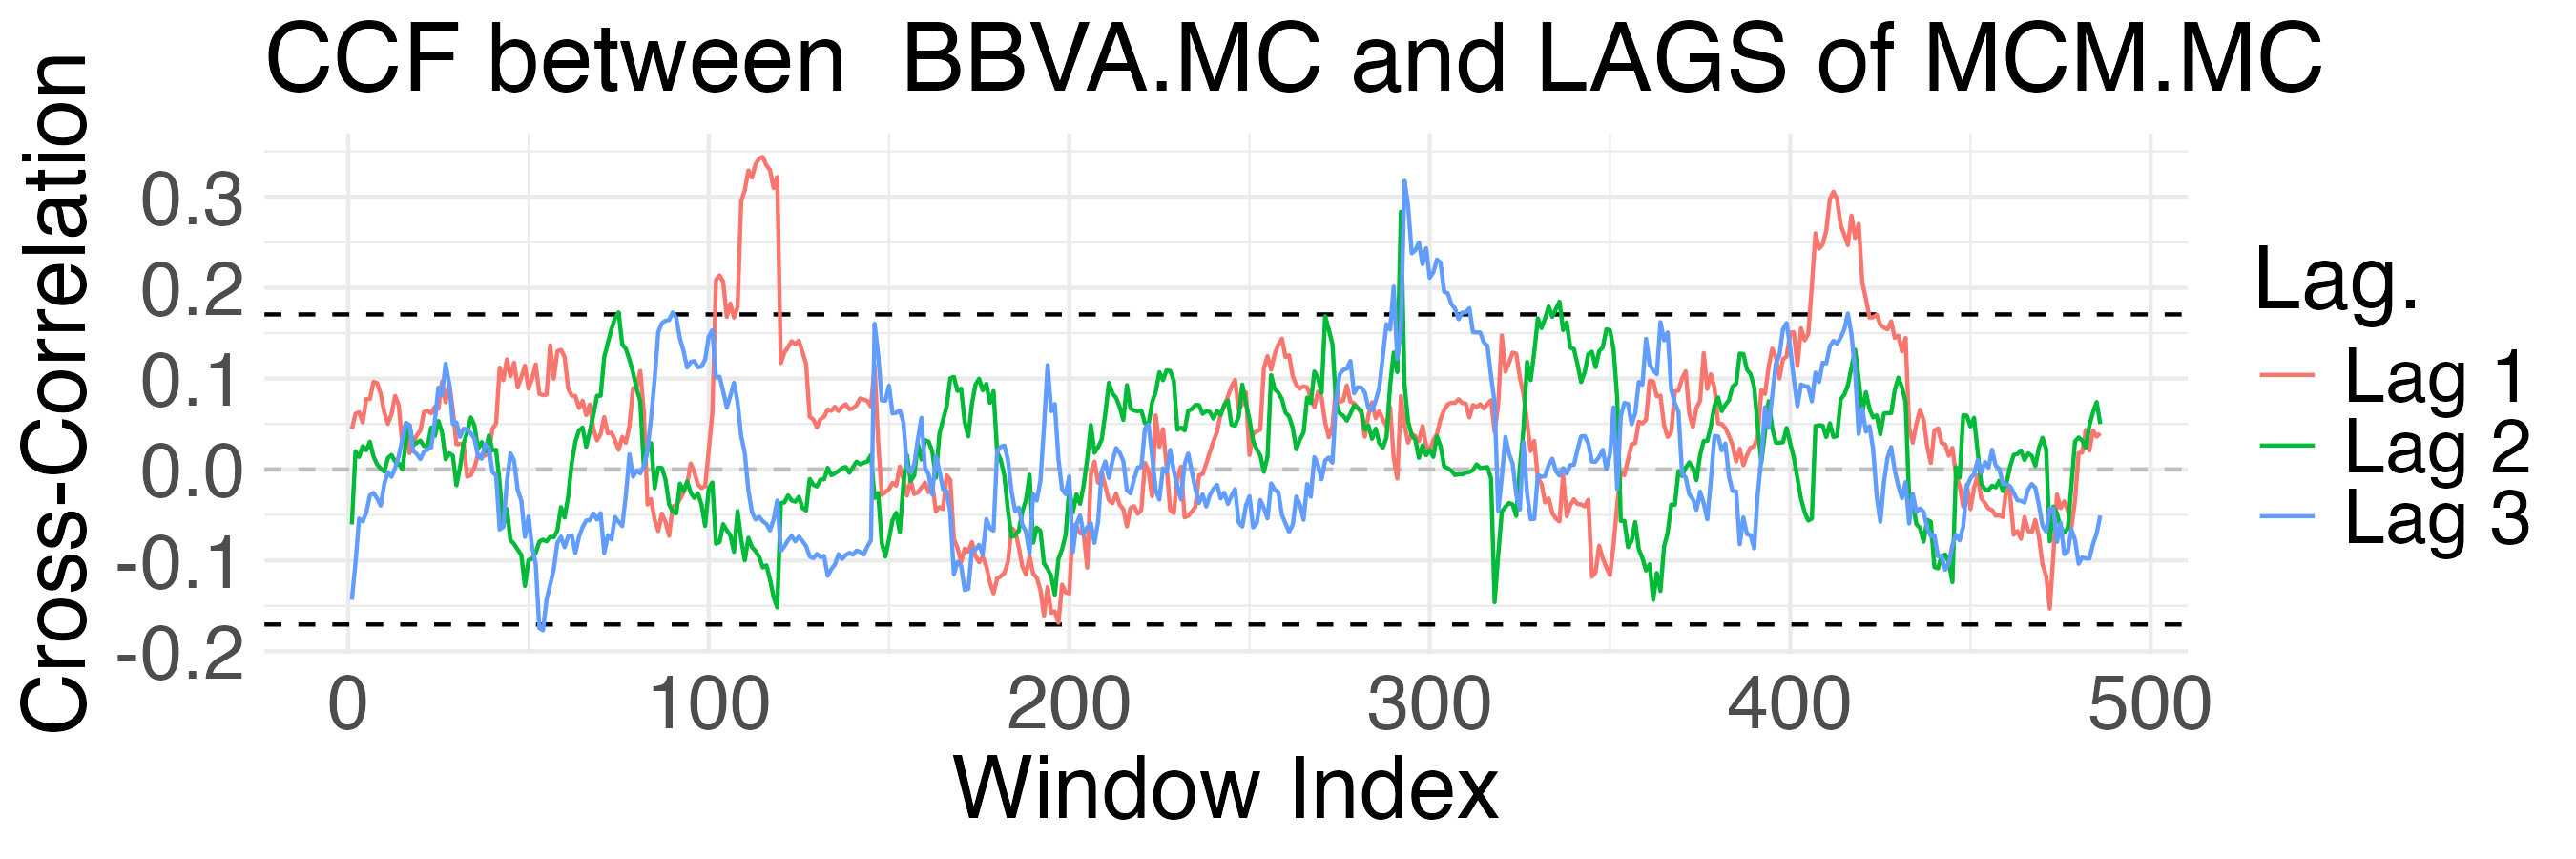 CCF between  BBVA.MC and LAGS of MCM.MC
Cross-Correlation
0.3
0.2
0.1
0.0
-0.1
-0.2
0 100 200 300 400 500
Window Index
Lag.
Lag 1
Lag 2
Lag 3